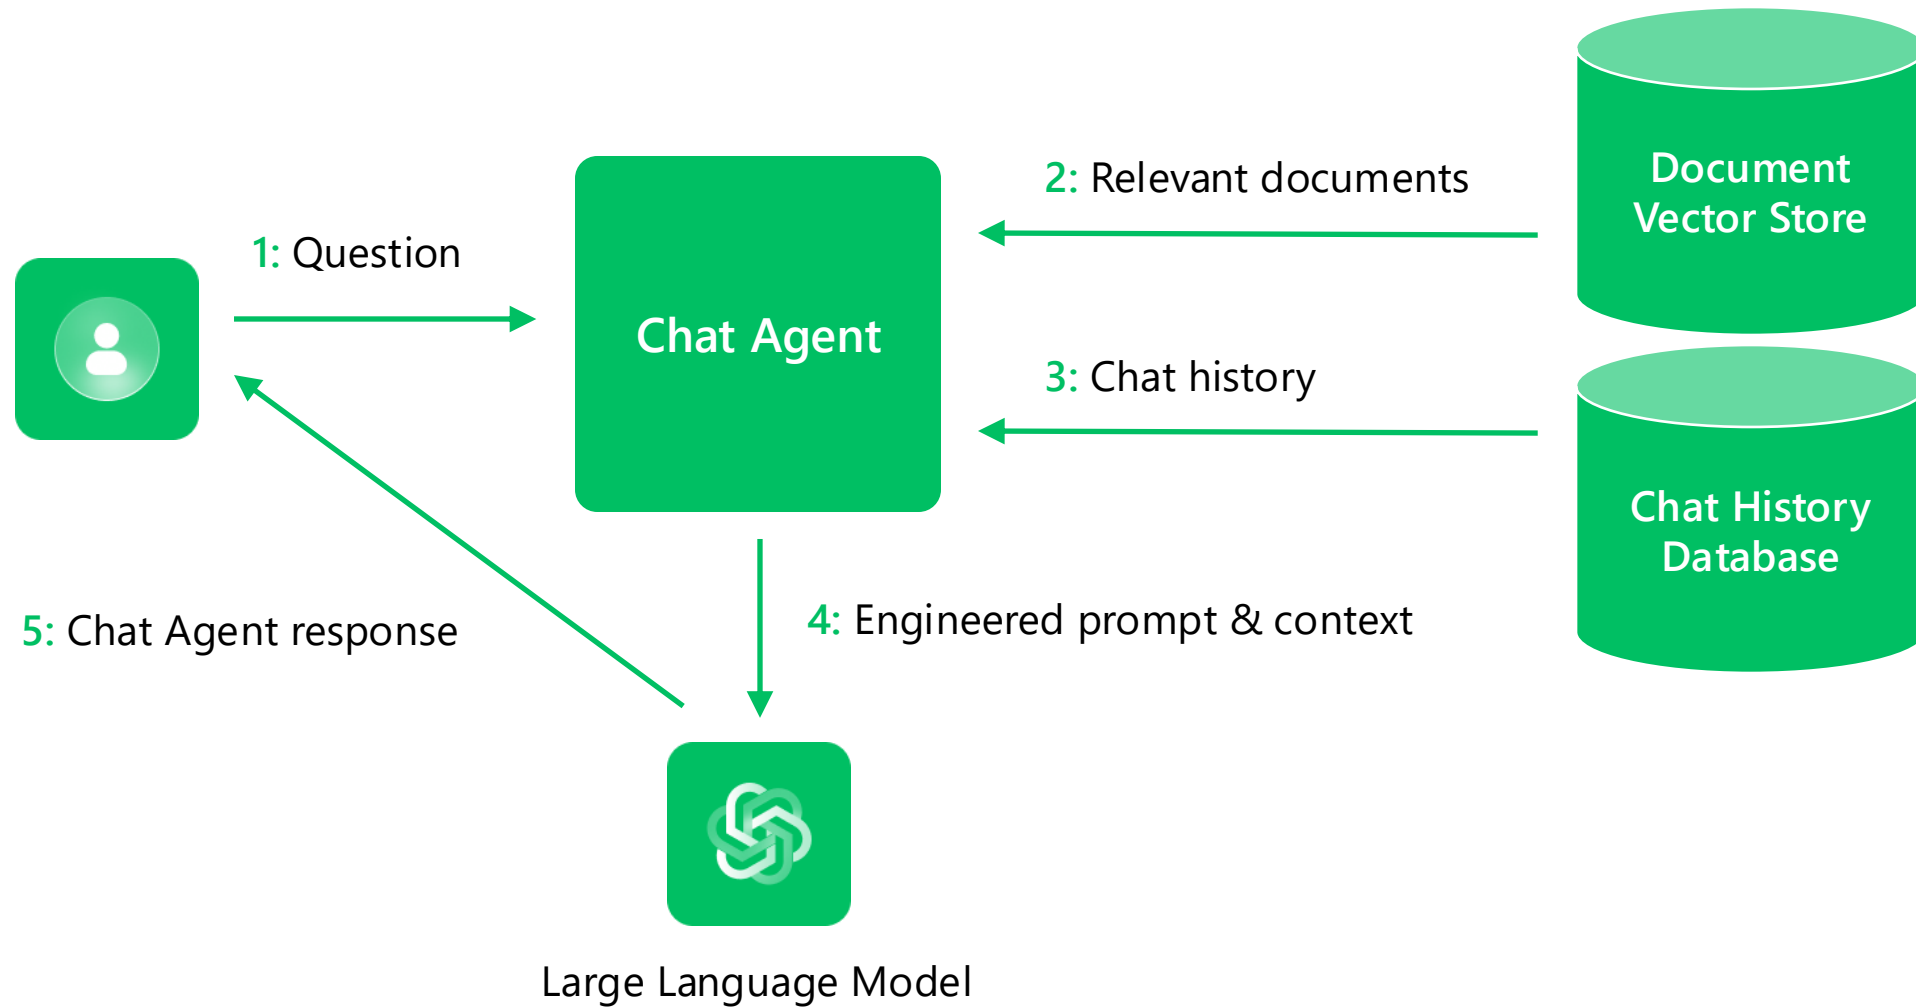 1: Question
Chat Agent
2: Relevant documents
Document
Vector Store
3: Chat history
Chat History
Database
4: Engineered prompt & context
5: Chat Agent response
Large Language Model